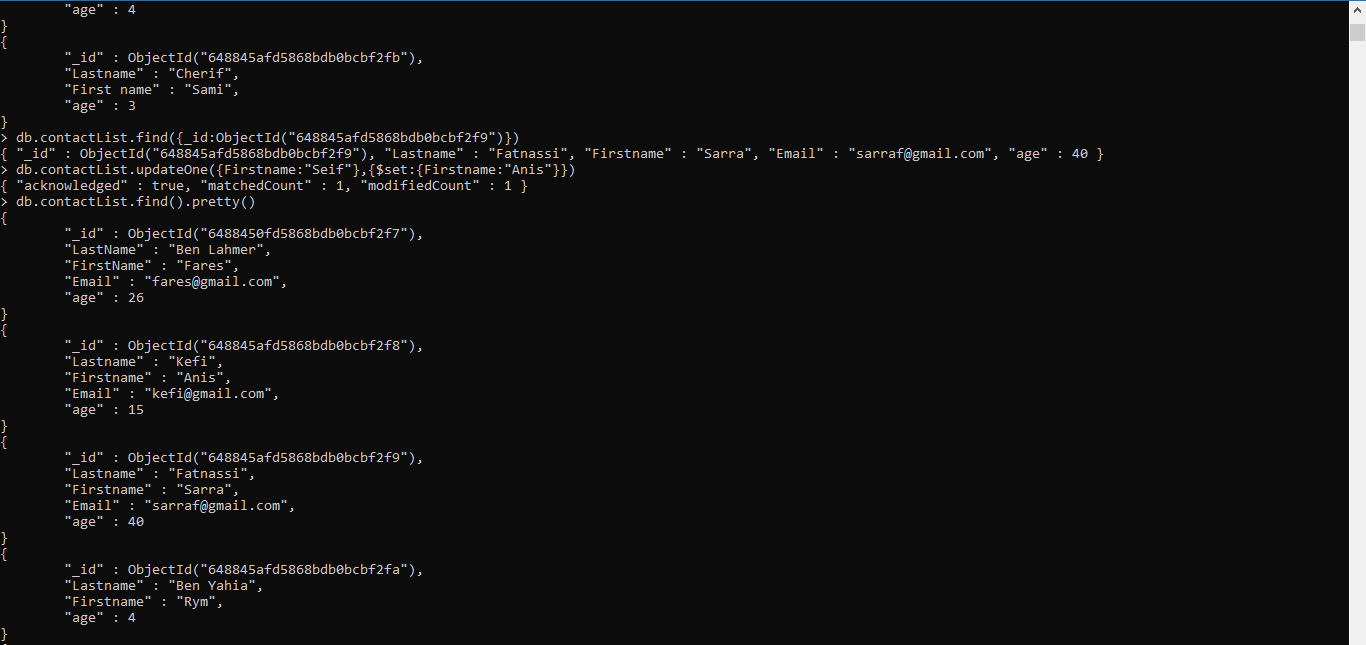 "age" : 4
}
{
        "_id" : ObjectId("648845afd5868bdb0bcbf2fb"),
        "Lastname" : "Cherif",
        "First name" : "Sami",
        "age" : 3
}
> db.contactList.find({_id:ObjectId("648845afd5868bdb0bcbf2f9")})
{ "_id" : ObjectId("648845afd5868bdb0bcbf2f9"), "Lastname" : "Fatnassi", "Firstname" : "Sarra", "Email" : "sarraf@gmail.com", "age" : 40 }
> db.contactList.updateOne({Firstname:"Seif"},{$set:{Firstname:"Anis"}})
{ "acknowledged" : true, "matchedCount" : 1, "modifiedCount" : 1 }
> db.contactList.find().pretty()
{
        "_id" : ObjectId("6488450fd5868bdb0bcbf2f7"),
        "LastName" : "Ben Lahmer",
        "FirstName" : "Fares",
        "Email" : "fares@gmail.com",
        "age" : 26
}
{
        "_id" : ObjectId("648845afd5868bdb0bcbf2f8"),
        "Lastname" : "Kefi",
        "Firstname" : "Anis",
        "Email" : "kefi@gmail.com",
        "age" : 15
}
{
        "_id" : ObjectId("648845afd5868bdb0bcbf2f9"),
        "Lastname" : "Fatnassi",
        "Firstname" : "Sarra",
        "Email" : "sarraf@gmail.com",
        "age" : 40
}
{
        "_id" : ObjectId("648845afd5868bdb0bcbf2fa"),
        "Lastname" : "Ben Yahia",
        "Firstname" : "Rym",
        "age" : 4
}